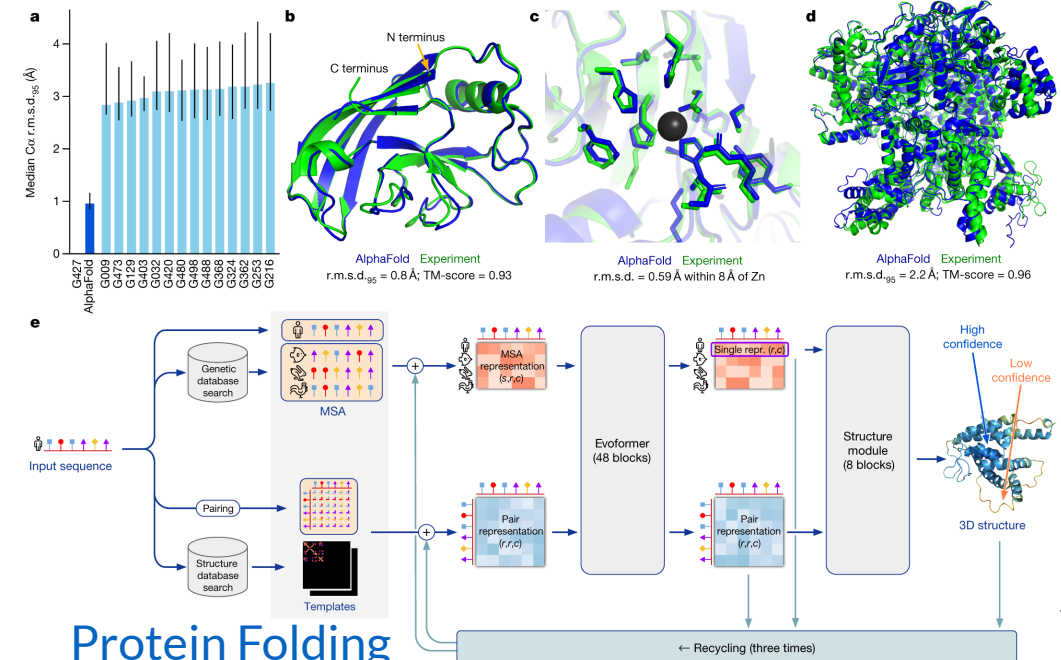 a
Median Cα r.m.s.d.95 (Å)
4
3
2
1
0
G427
AlphaFold
G009
G473
G129
G403
G032
G420
G480
G498
G488
G368
G324
G362
G253
G216
b
N terminus
C terminus
AlphaFold Experiment
r.m.s.d.95 = 0.8 Å; TM-score = 0.93
c
AlphaFold Experiment
r.m.s.d. = 0.59 Å within 8 Å of Zn
d
AlphaFold Experiment
r.m.s.d.95 = 2.2 Å; TM-score = 0.96
e
Input sequence
Genetic
database
search
MSA
Pairing
Structure
database
search
Templates
+
+
MSA
representation
(s,r,c)
Pair
representation
(r,r,c)
Evoformer
(48 blocks)
Single repr. (r,c)
Pair
representation
(r,r,c)
Structure
module
(8 blocks)
High
confidence
Low
confidence
3D structure
← Recycling (three times)
Protein Folding